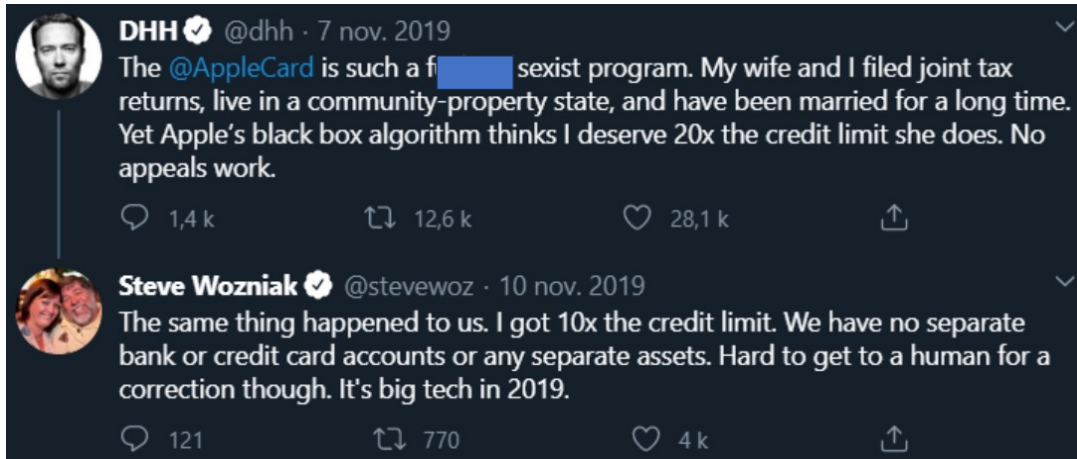 DHH @dhh · 7 nov. 2019
The @AppleCard is such a f sexist program. My wife and I filed joint tax
returns, live in a community-property state, and have been married for a long time.
Yet Apple's black box algorithm thinks I deserve 20x the credit limit she does. No
appeals work.
1,4 k 12,6 k 28,1 k
Steve Wozniak @stevewoz · 10 nov. 2019
The same thing happened to us. I got 10x the credit limit. We have no separate
bank or credit card accounts or any separate assets. Hard to get to a human for a
correction though. It's big tech in 2019.
121 770 4 k